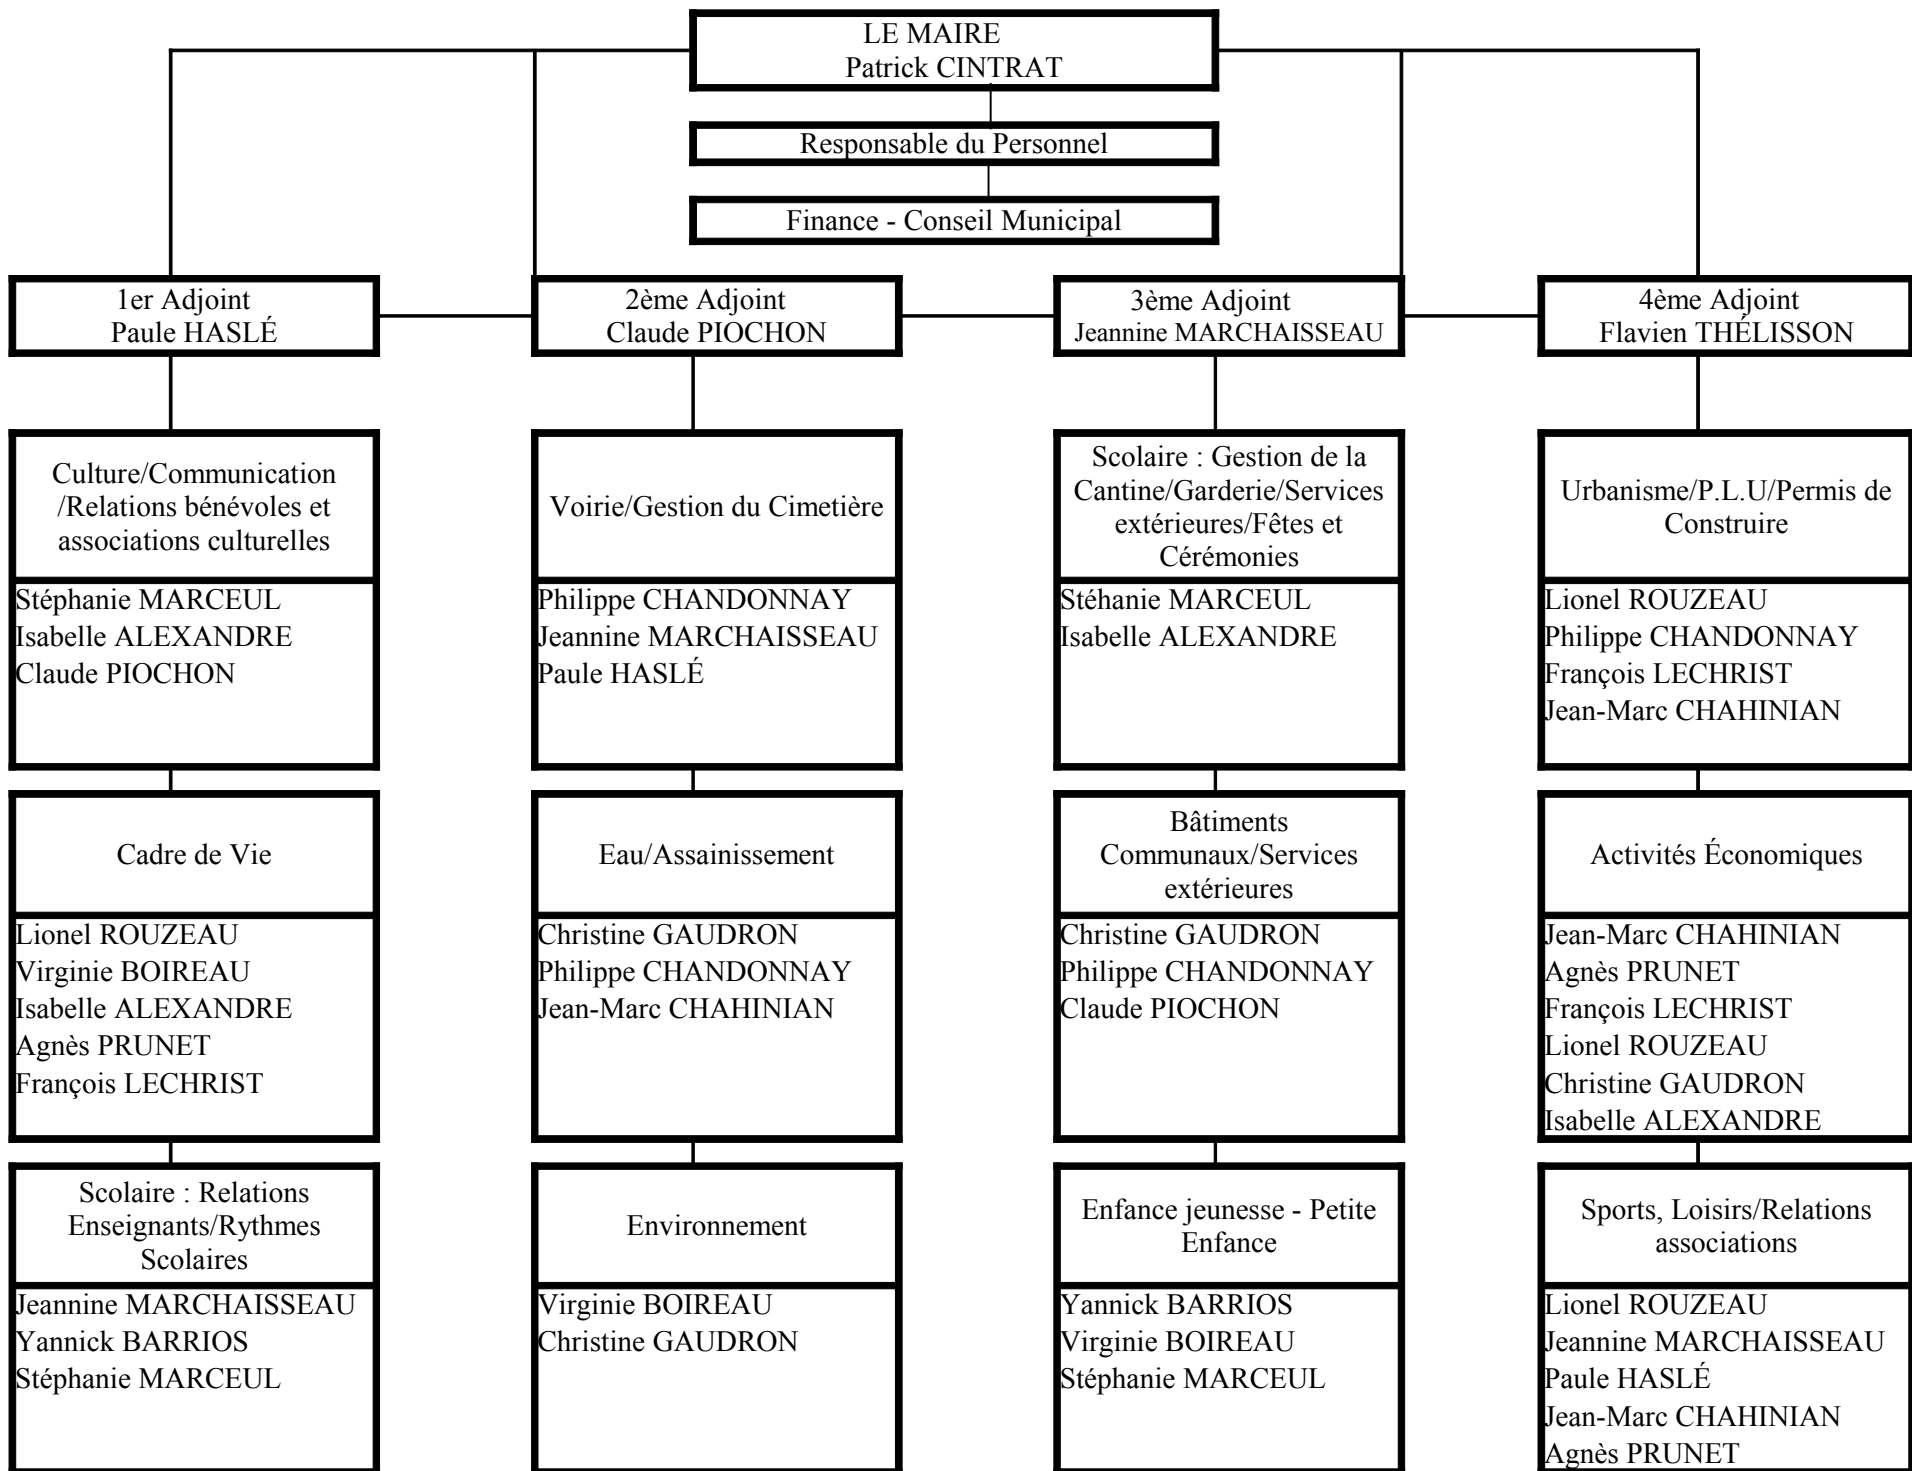 LE MAIRE
Patrick CINTRAT
Responsable du Personnel
Finance - Conseil Municipal
1er Adjoint
Paule HASLÉ
2ème Adjoint
Claude PIOCHON
3ème Adjoint
Jeannine MARCHAISSEAU
4ème Adjoint
Flavien THÉLISSON
Culture/Communication
/Relations bénévoles et
associations culturelles
Stéphanie MARCEUL
Isabelle ALEXANDRE
Claude PIOCHON
Voirie/Gestion du Cimetière
Philippe CHANDONNAY
Jeannine MARCHAISSEAU
Paule HASLÉ
Scolaire : Gestion de la
Cantine/Garderie/Services
extérieures/Fêtes et
Cérémonies
Stéhanie MARCEUL
Isabelle ALEXANDRE
Urbanisme/P.L.U/Permis de
Construire
Lionel ROUZEAU
Philippe CHANDONNAY
François LECHRIST
Jean-Marc CHAHINIAN
Cadre de Vie
Lionel ROUZEAU
Virginie BOIREAU
Isabelle ALEXANDRE
Agnès PRUNET
François LECHRIST
Eau/Assainissement
Christine GAUDRON
Philippe CHANDONNAY
Jean-Marc CHAHINIAN
Bâtiments
Communaux/Services
extérieures
Christine GAUDRON
Philippe CHANDONNAY
Claude PIOCHON
Activités Économiques
Jean-Marc CHAHINIAN
Agnès PRUNET
François LECHRIST
Lionel ROUZEAU
Christine GAUDRON
Isabelle ALEXANDRE
Scolaire : Relations
Enseignants/Rythmes
Scolaires
Jeannine MARCHAISSEAU
Yannick BARRIOS
Stéphanie MARCEUL
Environnement
Virginie BOIREAU
Christine GAUDRON
Enfance jeunesse - Petite
Enfance
Yannick BARRIOS
Virginie BOIREAU
Stéphanie MARCEUL
Sports, Loisirs/Relations
associations
Lionel ROUZEAU
Jeannine MARCHAISSEAU
Paule HASLÉ
Jean-Marc CHAHINIAN
Agnès PRUNET